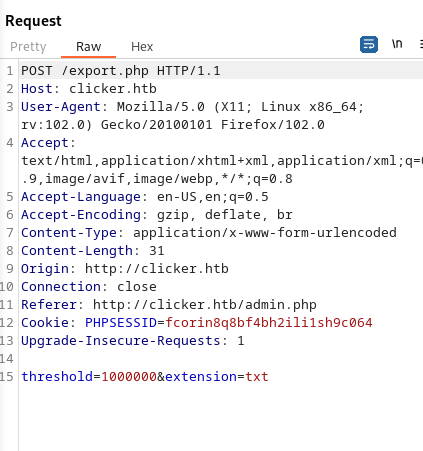 Request
Pretty Raw Hex
\n
1 POST /export.php HTTP/1.1
2 Host: clicker.htb
3 User-Agent: Mozilla/5.0 (X11; Linux x86_64;
rv:102.0) Gecko/20100101 Firefox/102.0
4 Accept:
text/html,application/xhtml+xml,application/xml;q=0
.9,image/avif,image/webp,*/*;q=0.8
5 Accept-Language: en-US,en;q=0.5
6 Accept-Encoding: gzip, deflate, br
7 Content-Type: application/x-www-form-urlencoded
8 Content-Length: 31
9 Origin: http://clicker.htb
10 Connection: close
11 Referer: http://clicker.htb/admin.php
12 Cookie: PHPSESSID=fcorin8q8bf4bh2ili1sh9c064
13 Upgrade-Insecure-Requests: 1
14
15 threshold=1000000&extension=txt